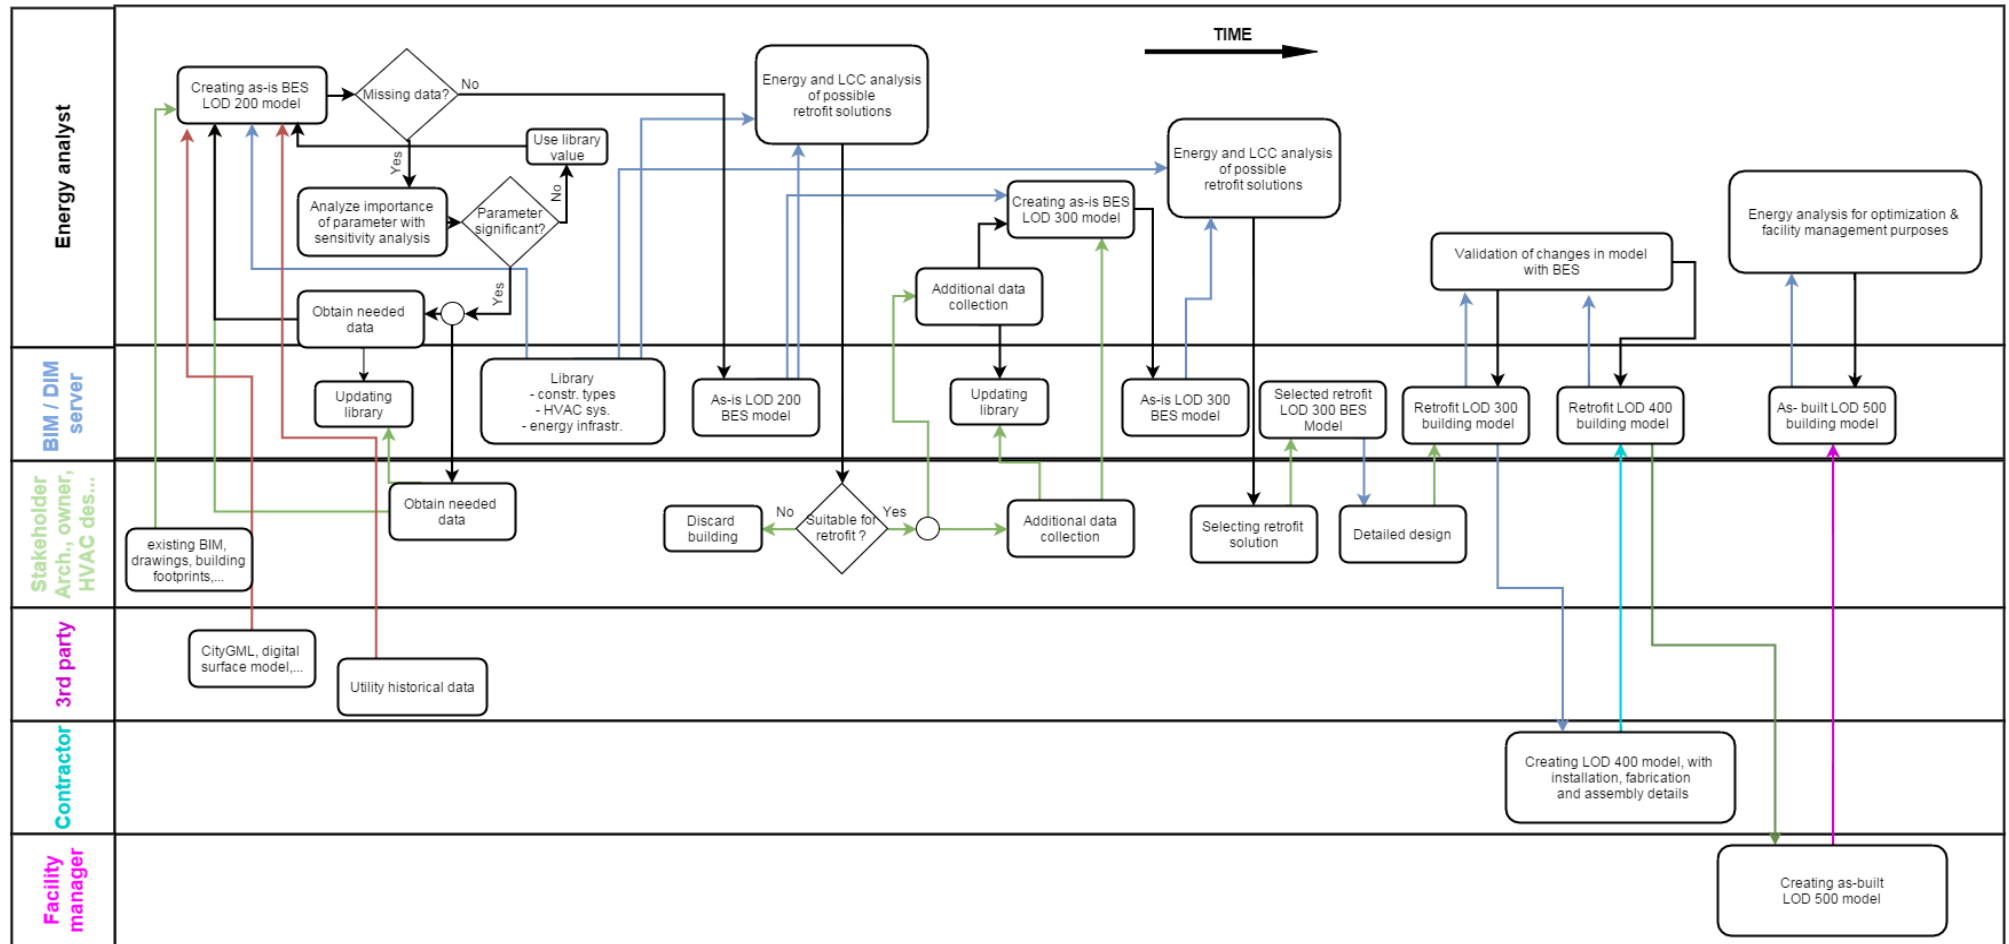 TIME
Energy analyst
Creating as-is BES
LOD 200 model
Missing data?
No
Yes
Use library
value
Analyze importance
of parameter with
sensitivity analysis
Parameter
significant?
No
Yes
Obtain needed
data
Energy and LCC analysis
of possible
retrofit solutions
Energy and LCC analysis
of possible
retrofit solutions
Creating as-is BES
LOD 300 model
Additional data
collection
Validation of changes in model
with BES
Energy analysis for optimization &
facility management purposes
BIM / DIM
server
Updating
library
Library
- constr. types
- HVAC sys.
- energy infrastr.
As-is LOD 200
BES model
Updating
library
As-is LOD 300
BES model
Selected retrofit
LOD 300 BES
Model
Retrofit LOD 300
building model
Retrofit LOD 400
building model
As- built LOD 500
building model
Stakeholder
Arch., owner,
HVAC des...
existing BIM,
drawings, building
footprints,...
Obtain needed
data
Discard
building
No
Suitable for
retrofit ?
Yes
Additional data
collection
Selecting retrofit
solution
Detailed design
3rd party
CityGML, digital
surface model,...
Utility historical data
Contractor
Creating LOD 400 model, with
installation, fabrication
and assembly details
Facility
manager
Creating as-built
LOD 500 model